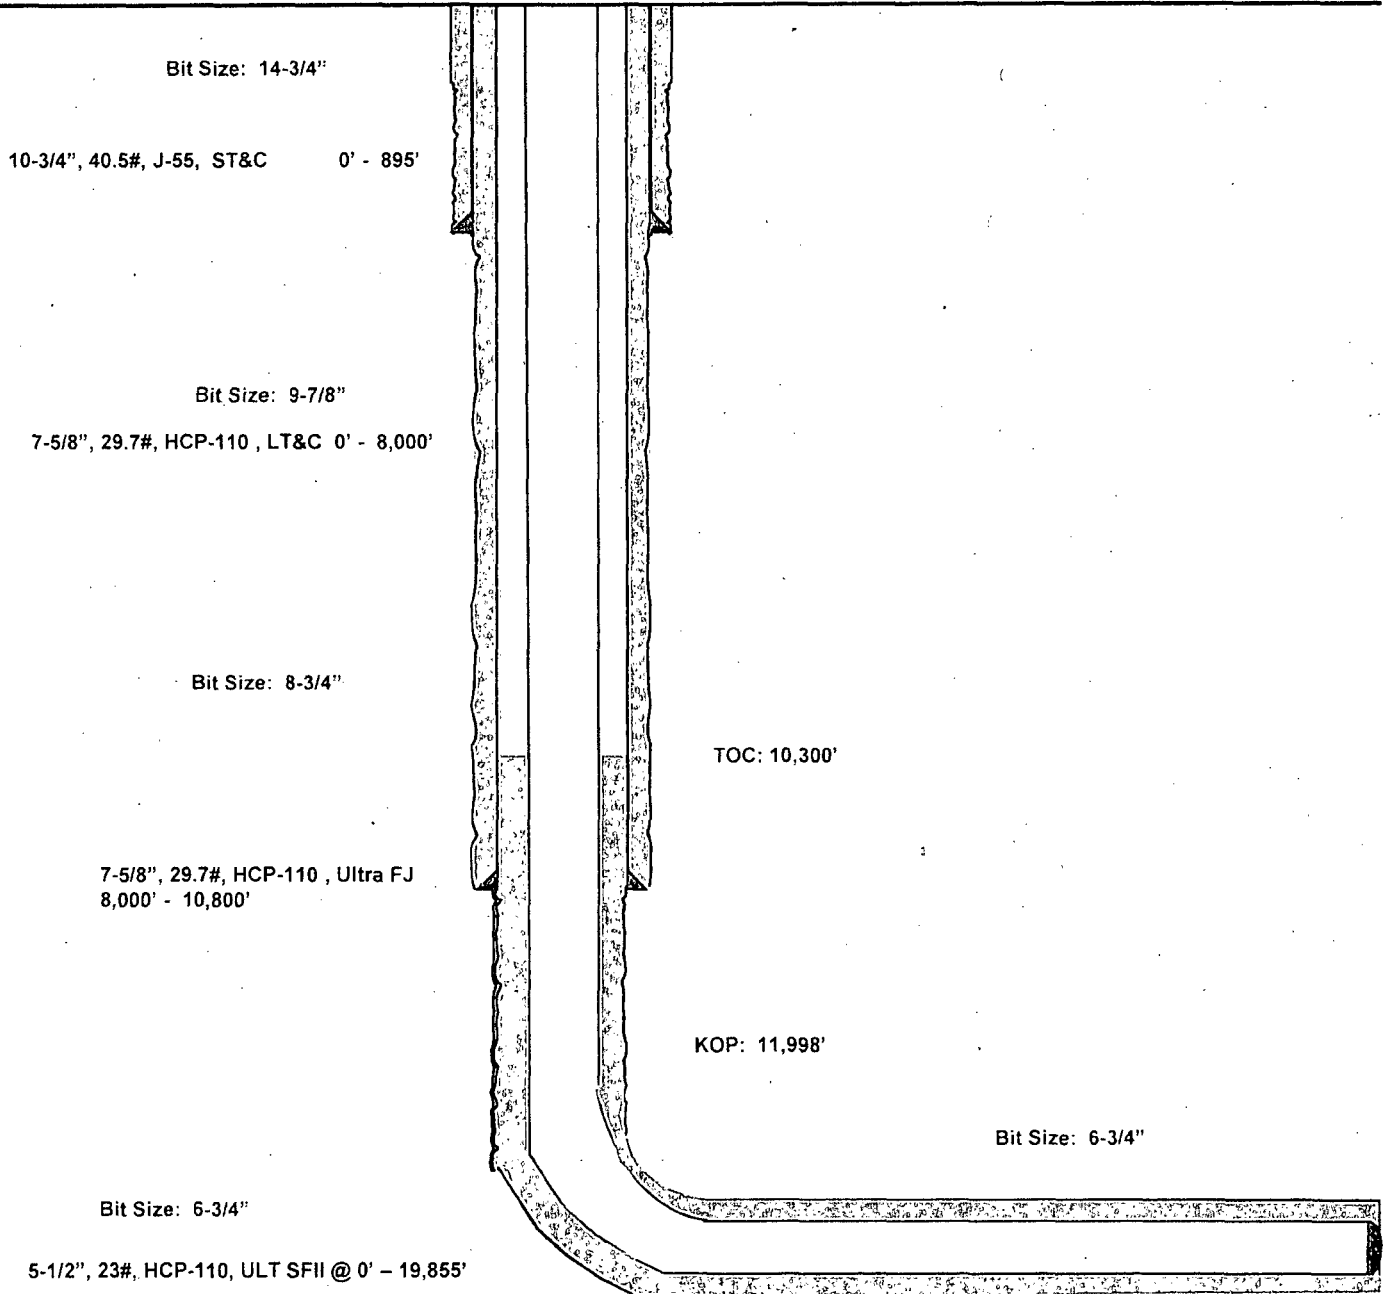 Bit Size: 14-3/4"
10-3/4", 40.5#, J-55, ST&C 0' - 895'
Bit Size: 9-7/8"
7-5/8", 29.7#, HCP-110 , LT&C 0' - 8,000'
Bit Size: 8-3/4"
TOC: 10,300'
7-5/8", 29.7#, HCP-110 , Ultra FJ
8,000' - 10,800'
KOP: 11,998'
Bit Size: 6-3/4"
Bit Size: 6-3/4"
5-1/2", 23#, HCP-110, ULT SFII @ 0' – 19,855'